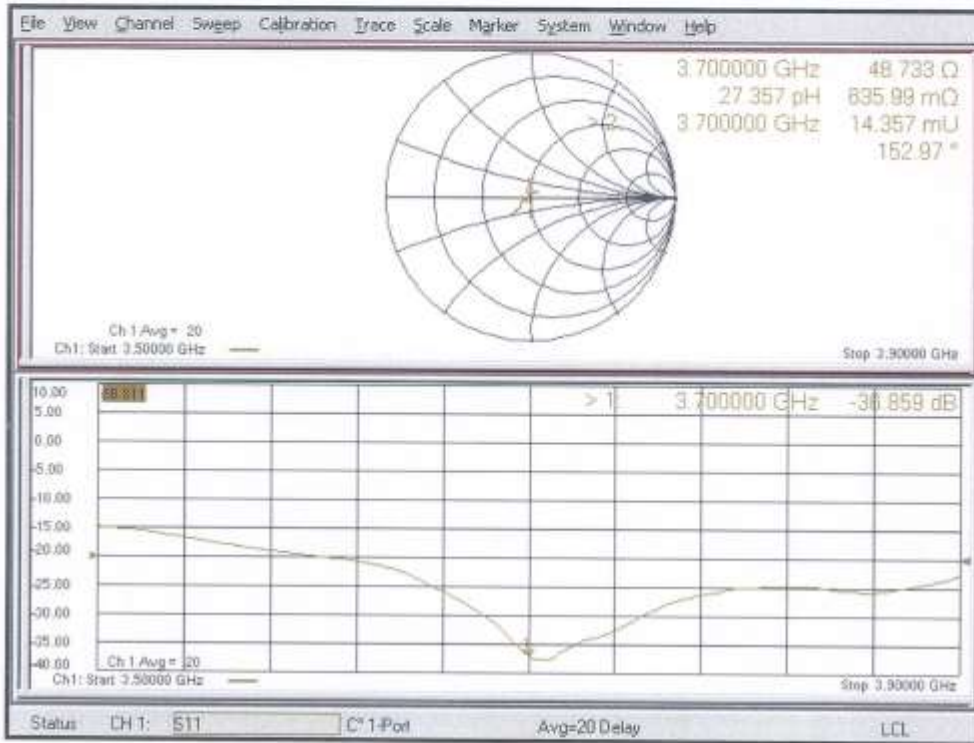 File View Channel Sweep Calibration Trace Scale Marker System Window Help
1: 3.700000 GHz 48.733 Ω
27.357 pH 635.99 mΩ
> 2: 3.700000 GHz 14.357 mU
152.97 °
Ch 1 Avg = 20
Ch1: Start 3.50000 GHz
Stop 3.90000 GHz
10.00
> 1: 3.700000 GHz -36.859 dB
5.00
0.00
-5.00
-10.00
-15.00
-20.00
-25.00
-30.00
-35.00
-40.00
Ch 1 Avg = 20
Ch1: Start 3.50000 GHz
Stop 3.90000 GHz
Status CH 1: S11 C* 1-Port Avg=20 Delay LCL